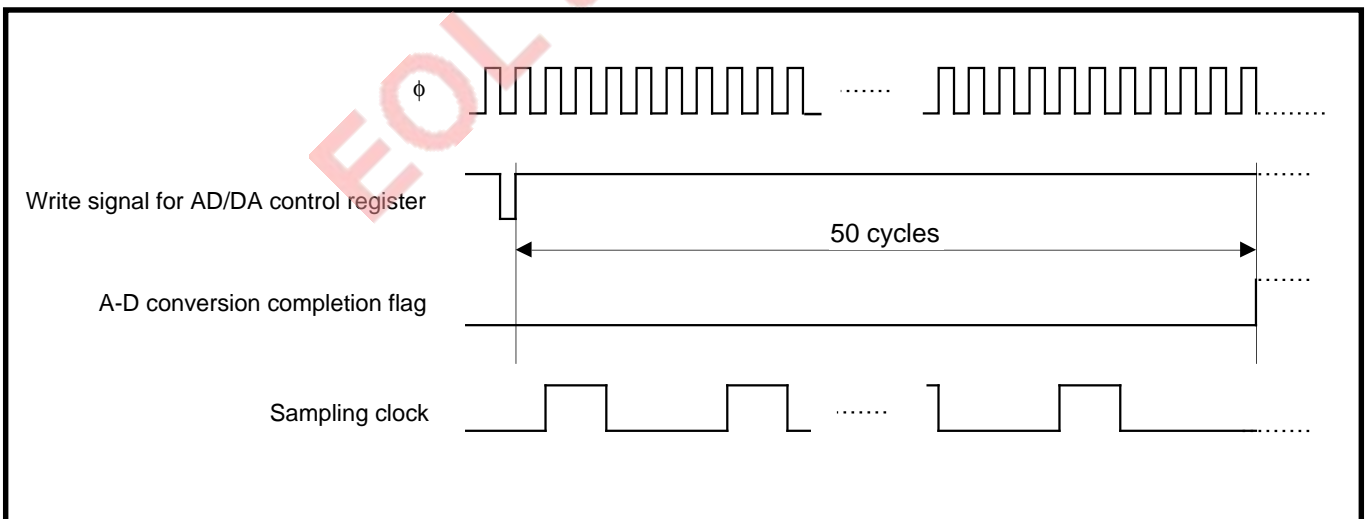 EOL
ϕ
Write signal for AD/DA control register
50 cycles
A-D conversion completion flag
Sampling clock